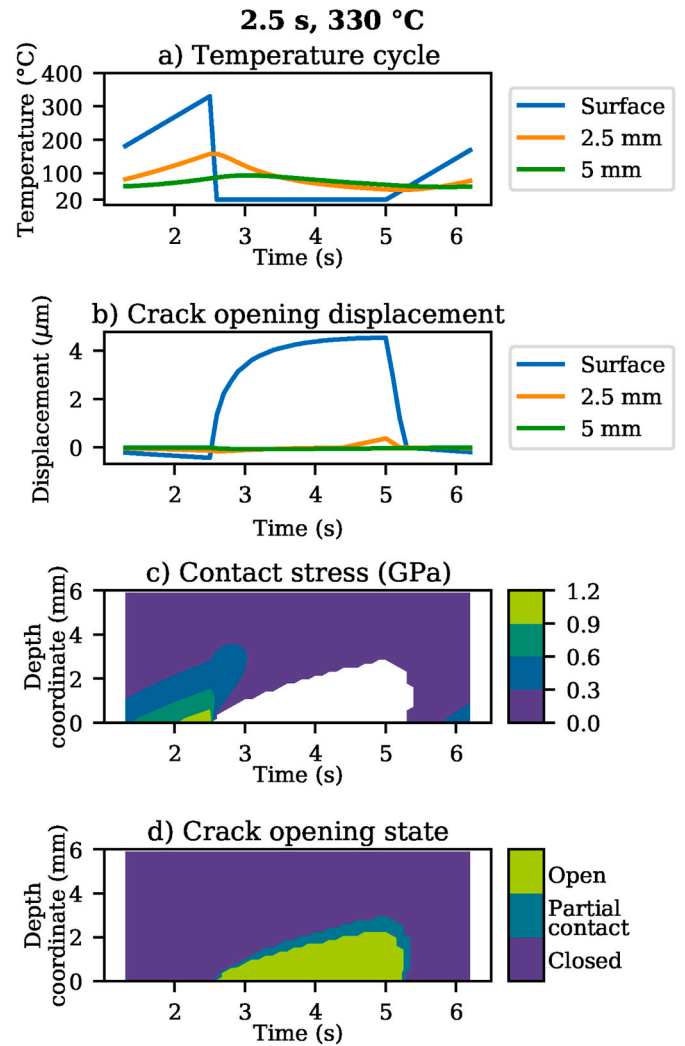 2.5 s, 330 °C
a) Temperature cycle
Temperature (°C)
400
300
200
100
20
2 3 4 5 6
Time (s)
Surface
2.5 mm
5 mm
b) Crack opening displacement
Displacement (μm)
4
2
0
2 3 4 5 6
Time (s)
Surface
2.5 mm
5 mm
c) Contact stress (GPa)
Depth
coordinate (mm)
6
4
2
0
2 3 4 5 6
Time (s)
1.2
0.9
0.6
0.3
0.0
d) Crack opening state
Depth
coordinate (mm)
6
4
2
0
2 3 4 5 6
Time (s)
Open
Partial
contact
Closed